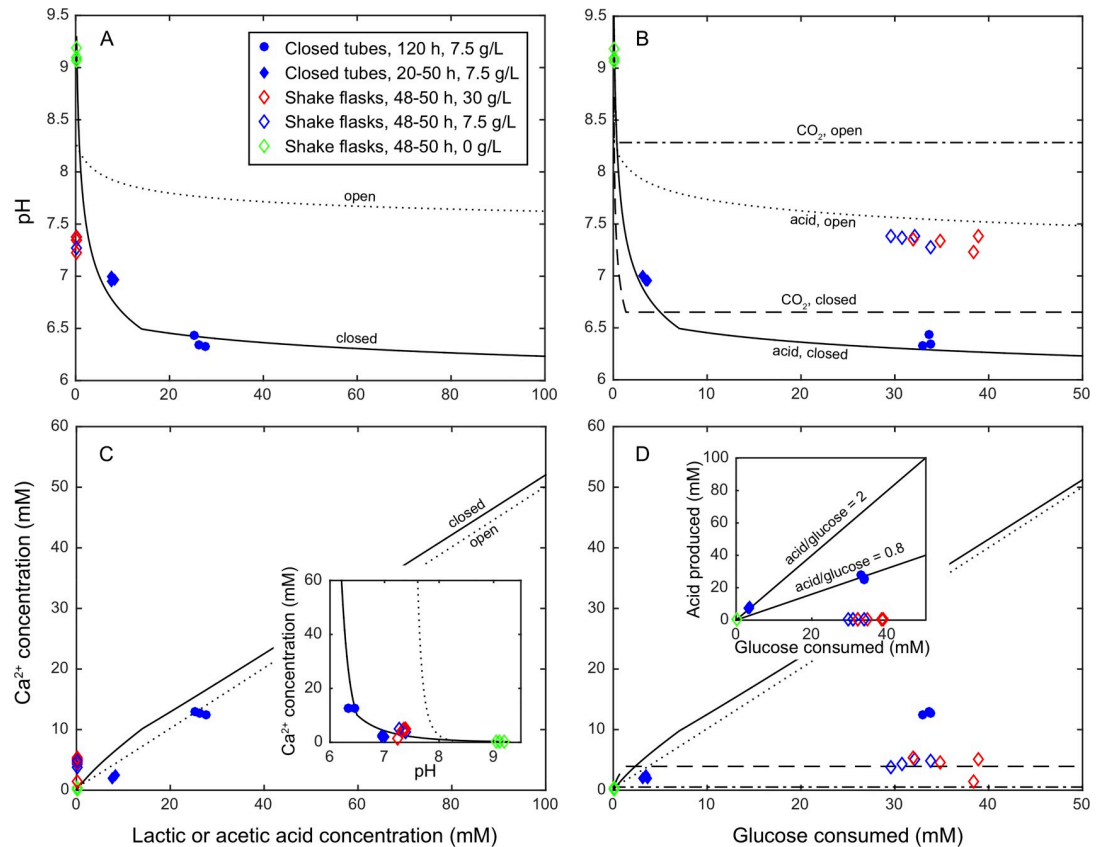 A
9.5
9
8.5
8
7.5
7
6.5
6
pH
Closed tubes, 120 h, 7.5 g/L
Closed tubes, 20-50 h, 7.5 g/L
Shake flasks, 48-50 h, 30 g/L
Shake flasks, 48-50 h, 7.5 g/L
Shake flasks, 48-50 h, 0 g/L
open
closed
0 20 40 60 80 100
B
9.5
9
8.5
8
7.5
7
6.5
6
CO₂, open
acid, open
CO₂, closed
acid, closed
0 10 20 30 40 50
C
60
50
40
30
20
10
0
Ca²⁺ concentration (mM)
closed
open
60
40
20
0
Ca²⁺ concentration (mM)
6 7 8 9
pH
0 20 40 60 80 100
Lactic or acetic acid concentration (mM)
D
60
50
40
30
20
10
0
100
80
60
40
20
0
Acid produced (mM)
acid/glucose = 2
acid/glucose = 0.8
0 20 40
Glucose consumed (mM)
0 10 20 30 40 50
Glucose consumed (mM)